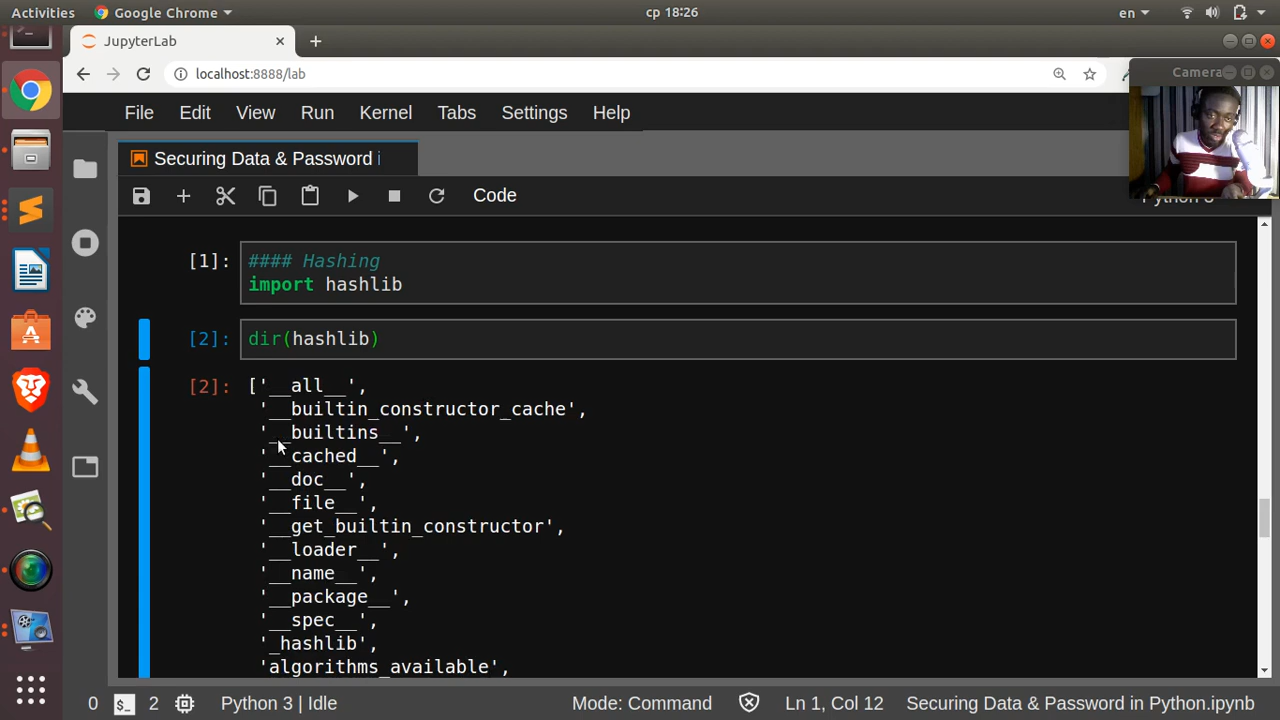 Activities Google Chrome ср 18:26 en
JupyterLab
localhost:8888/lab
Camera
File Edit View Run Kernel Tabs Settings Help
Securing Data & Password i
Code
[1]: #### Hashing
import hashlib
[2]: dir(hashlib)
[2]: ['__all__',
'__builtin_constructor_cache',
'__builtins__',
'__cached__',
'__doc__',
'__file__',
'__get_builtin_constructor',
'__loader__',
'__name__',
'__package__',
'__spec__',
'_hashlib',
'algorithms_available',
0 $_ 2 Python 3 | Idle Mode: Command Ln 1, Col 12 Securing Data & Password in Python.ipynb